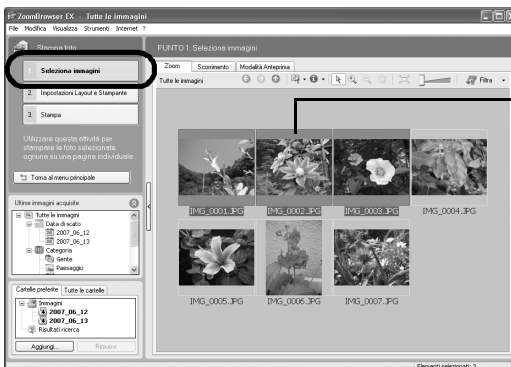 ZoomBrowser EX - Tutte le immagini
File Modifica Visualizza Strumenti Internet ?
Stampa foto
1. Seleziona immagini
2. Impostazioni Layout e Stampante
3. Stampa
Utilizzare questa attività per
stampare le foto selezionate,
ognuna su una pagina individuale.
Torna al menu principale
Ultime immagini acquisite
Tutte le immagini
Data di scatto
2007_06_12
2007_06_13
Categoria
Gente
Paesaggio
Cartelle preferite Tutte le cartelle
Immagini
2007_06_12
2007_06_13
Risultati ricerca
Aggiungi... Rimuovi
PUNTO 1: Seleziona immagini
Zoom Scorrimento Modalità Anteprima
Tutte le immagini Filtra
IMG_0001.JPG IMG_0002.JPG IMG_0003.JPG IMG_0004.JPG
IMG_0005.JPG IMG_0006.JPG IMG_0007.JPG
Elementi selezionati: 3